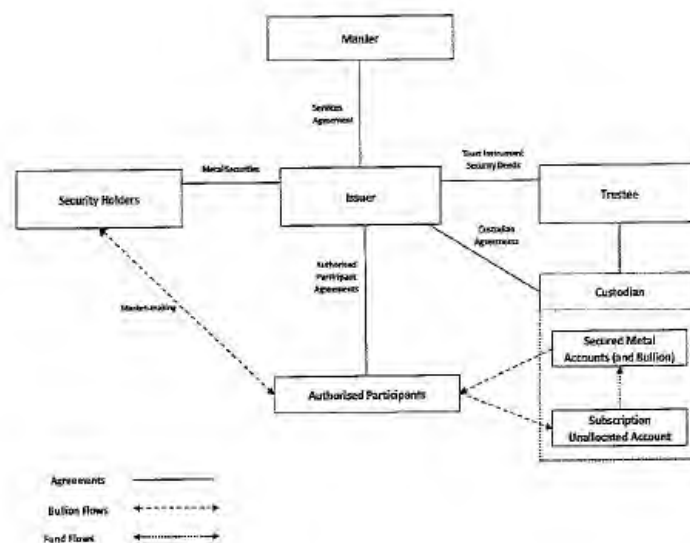 ManJer
Services
Agreement
Metal Securities
Trust Instrument
Security Deeds
Security Holders
Issuer
Trustee
Custodian
Agreements
Authorised
Participant
Agreements
Custodian
Market-making
Secured Metal
Accounts (and Bullion)
Authorised Participants
Subscription
Unallocated Account
Agreements
Bullion Flows
Fund Flows